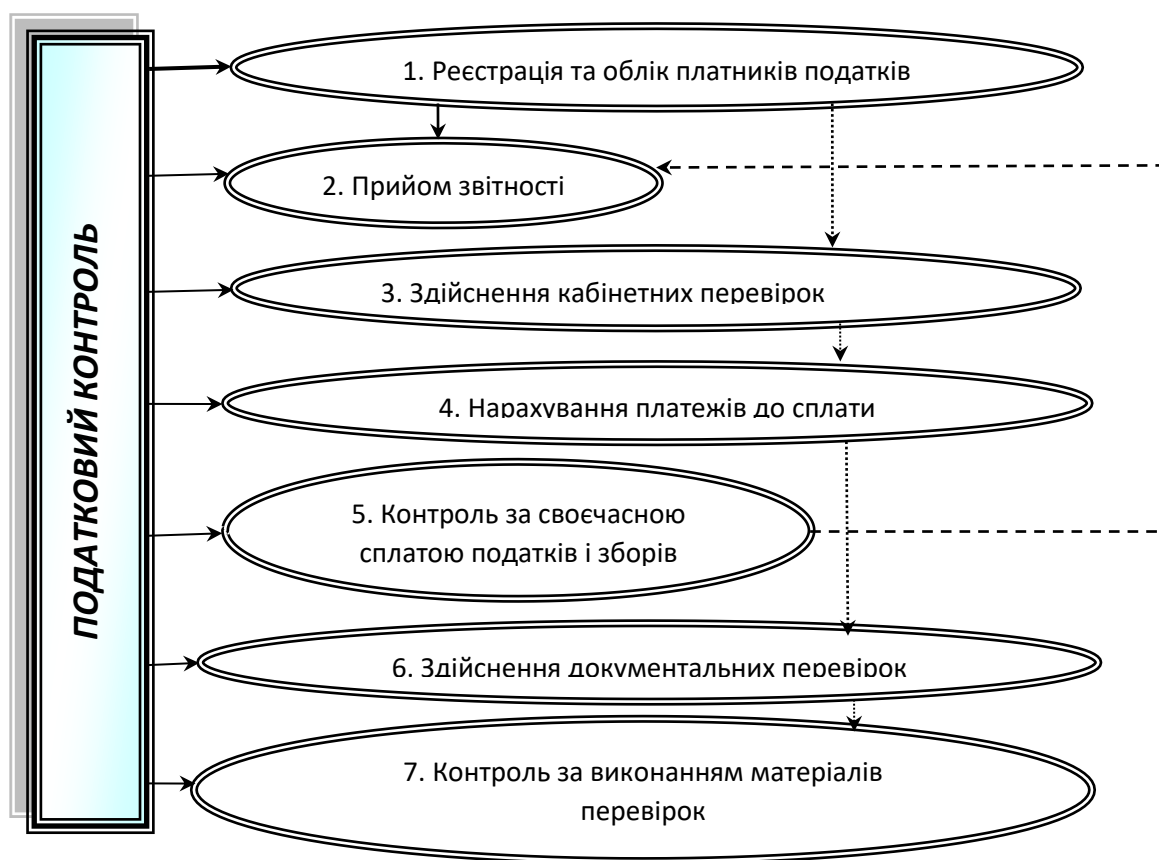 ПОДАТКОВИЙ КОНТРОЛЬ
1. Реєстрація та облік платників податків
2. Прийом звітності
3. Здійснення кабінетних перевірок
4. Нарахування платежів до сплати
5. Контроль за своєчасною
сплатою податків і зборів
6. Здійснення документальних перевірок
7. Контроль за виконанням матеріалів
перевірок